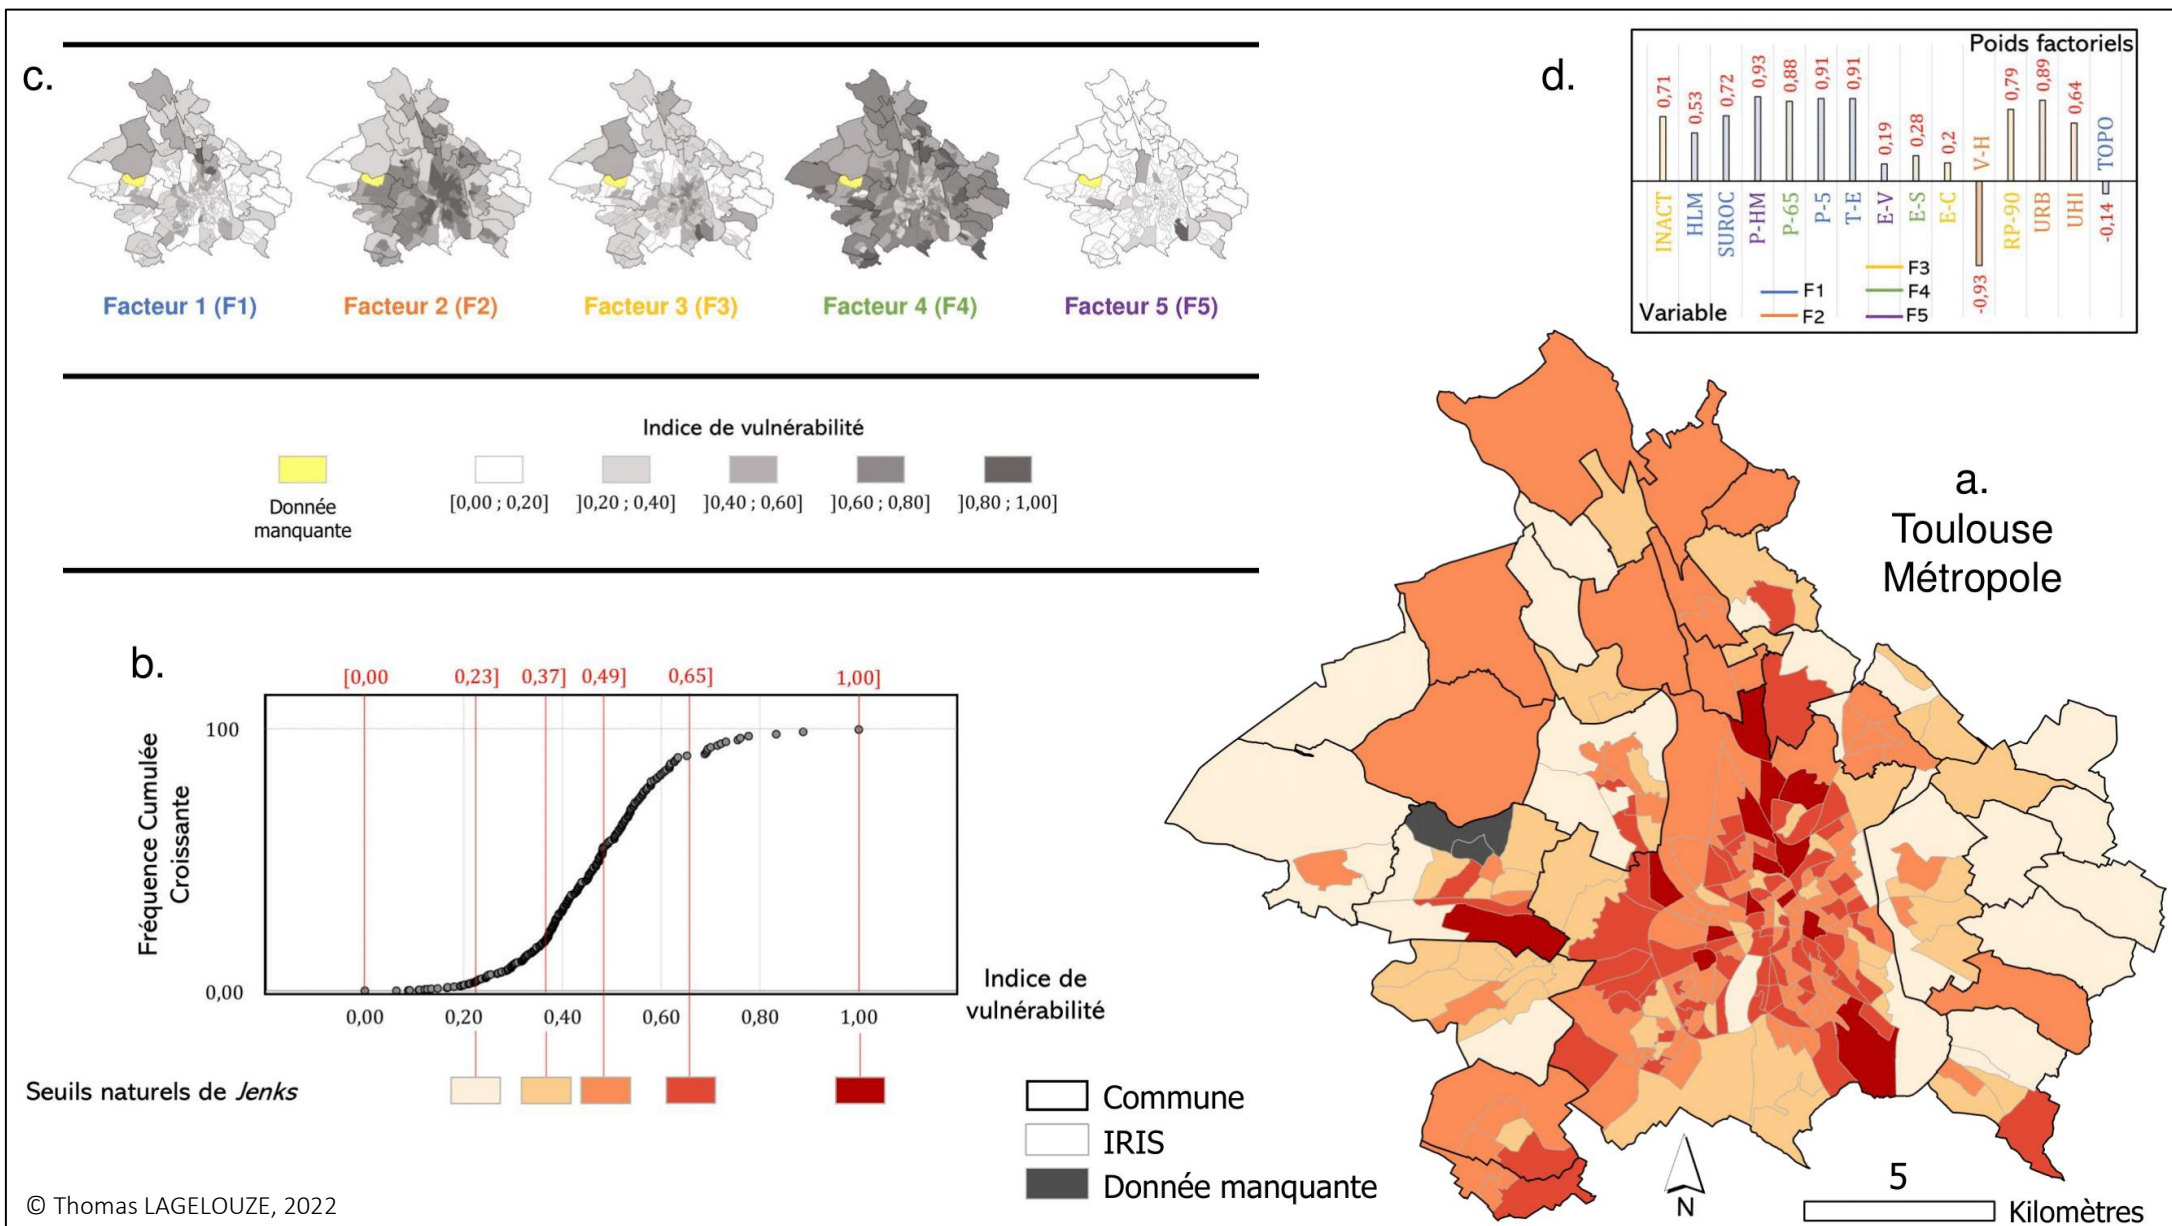 c.
Facteur 1 (F1)
Facteur 2 (F2)
Facteur 3 (F3)
Facteur 4 (F4)
Facteur 5 (F5)
Indice de vulnérabilité
Donnée
manquante
[0,00 ; 0,20]
]0,20 ; 0,40]
]0,40 ; 0,60]
]0,60 ; 0,80]
]0,80 ; 1,00]
d.
Poids factoriels
0,71
0,53
0,72
0,93
0,88
0,91
0,91
0,19
0,28
0,2
-0,93
0,79
0,89
0,64
-0,14
INACT
HLM
SUROC
P-HM
P-65
P-5
T-E
E-V
E-S
E-C
V-H
RP-90
URB
UHI
TOPO
Variable
F1
F2
F3
F4
F5
a.
Toulouse
Métropole
b.
[0,00
0,23]
0,37]
0,49]
0,65]
1,00]
Fréquence Cumulée
Croissante
100
0,00
0,00
0,20
0,40
0,60
0,80
1,00
Indice de
vulnérabilité
Seuils naturels de Jenks
Commune
IRIS
Donnée manquante
N
5
Kilomètres
© Thomas LAGELOUZE, 2022